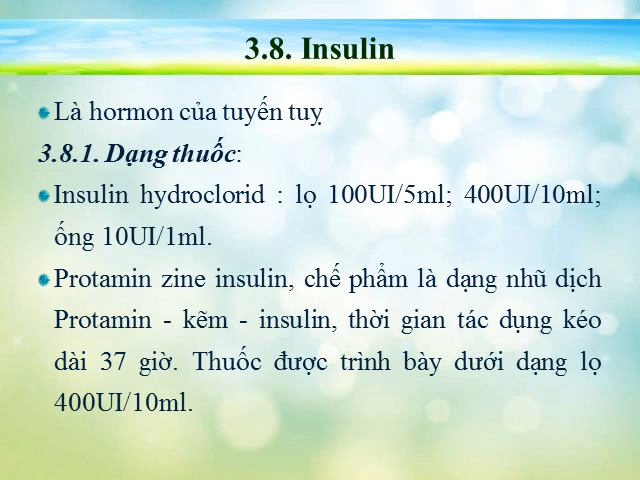 3.8. Insulin
Là hormon của tuyến tuỵ
3.8.1. Dạng thuốc:
Insulin hydroclorid : lọ 100UI/5ml; 400UI/10ml;
ống 10UI/1ml.
Protamin zine insulin, chế phẩm là dạng nhũ dịch
Protamin - kẽm - insulin, thời gian tác dụng kéo
dài 37 giờ. Thuốc được trình bày dưới dạng lọ
400UI/10ml.